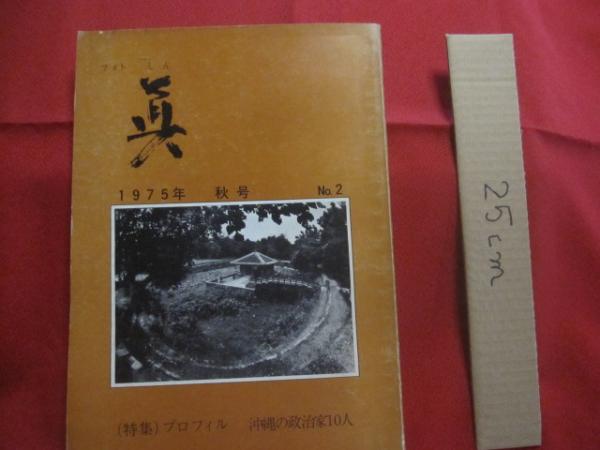 フォト しん
眞
1975年 秋号 No.2
(特集) プロフィル 沖縄の政治家10人
25cm